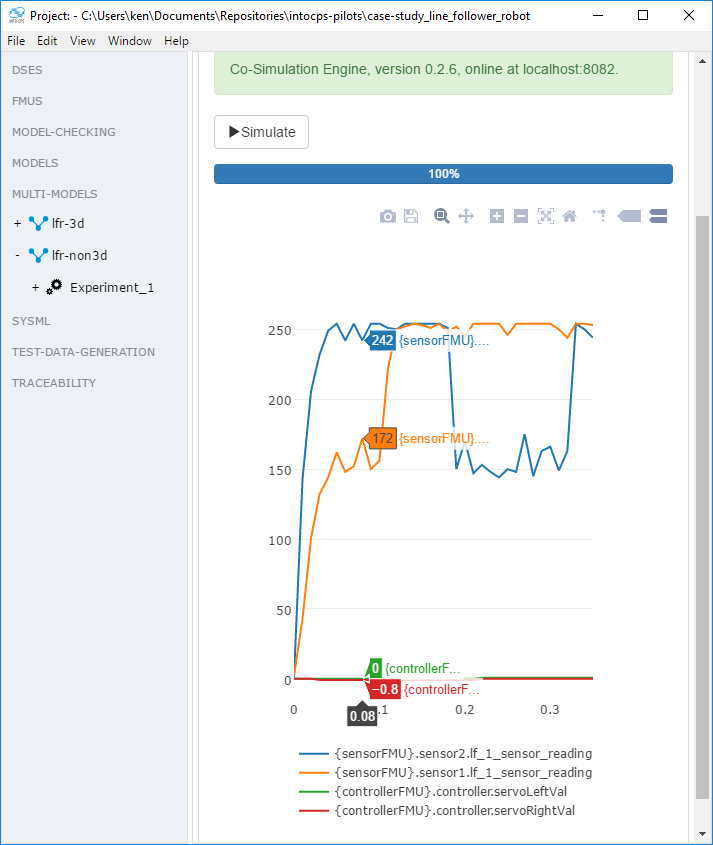 Project: - C:\Users\ken\Documents\Repositories\intocps-pilots\case-study_line_follower_robot
File Edit View Window Help
DSES
FMUS
MODEL-CHECKING
MODELS
MULTI-MODELS
+ lfr-3d
- lfr-non3d
+ Experiment_1
SYSML
TEST-DATA-GENERATION
TRACEABILITY
Co-Simulation Engine, version 0.2.6, online at localhost:8082.
Simulate
100%
250
200
150
100
50
0
242 {sensorFMU}....
172 {sensorFMU}....
0 {controllerF...
−0.8 {controllerF...
0.08
0 .1 0.2 0.3
{sensorFMU}.sensor2.lf_1_sensor_reading
{sensorFMU}.sensor1.lf_1_sensor_reading
{controllerFMU}.controller.servoLeftVal
{controllerFMU}.controller.servoRightVal